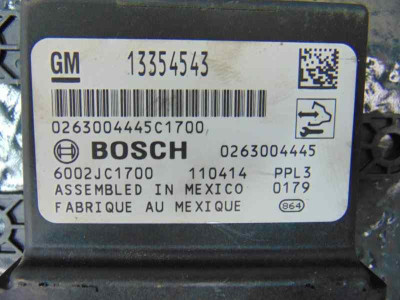 GM 13354543
0263004445C1700
BOSCH 0263004445
6002JC1700 110414 PPL3
ASSEMBLED IN MEXICO 0179
FABRIQUE AU MEXIQUE 864